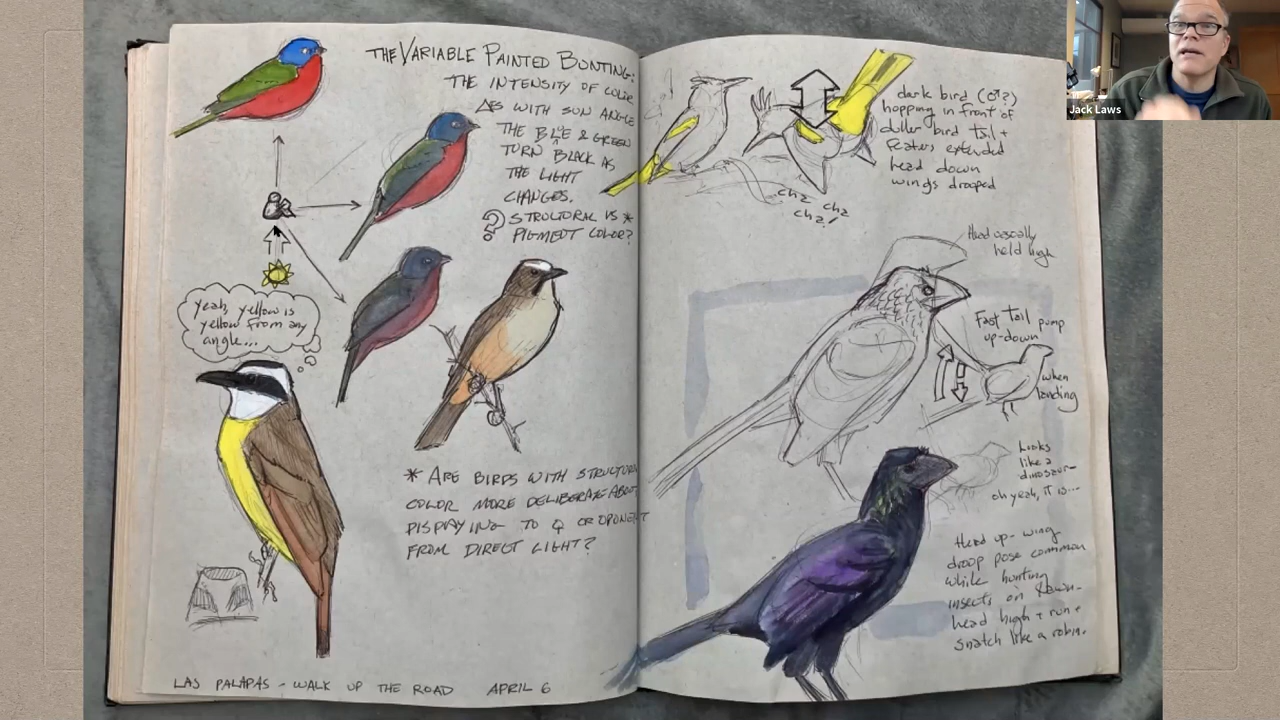 THE VARIABLE PAINTED BUNTING:
THE INTENSITY OF COLOR
ΔS WITH SUN ANGLE
THE BLUE & GREEN
TURN BLACK AS
THE LIGHT
CHANGES.
? STRUCTURAL VS *
PIGMENT COLOR?
yeah, yellow is
yellow from any
angle...
* ARE BIRDS WITH STRUCTURAL
COLOR MORE DELIBERATE ABOUT
DISPLAYING TO ♀ OR OPONENT
FROM DIRECT LIGHT?
LAS PALAPAS - WALK UP THE ROAD APRIL 6
dark bird (♂?)
hopping in front of
duller bird tail +
featers extended
head down
wings drooped
chz chz
chz!
Head usually
held high
Fast tail pump
up-down
when
landing
Looks
like a
dinosaur-
oh yeah, it is...
Head up- wing
droop pose common
while hunting
insects on lawn-
head high + run +
snatch like a robin.
Jack Laws